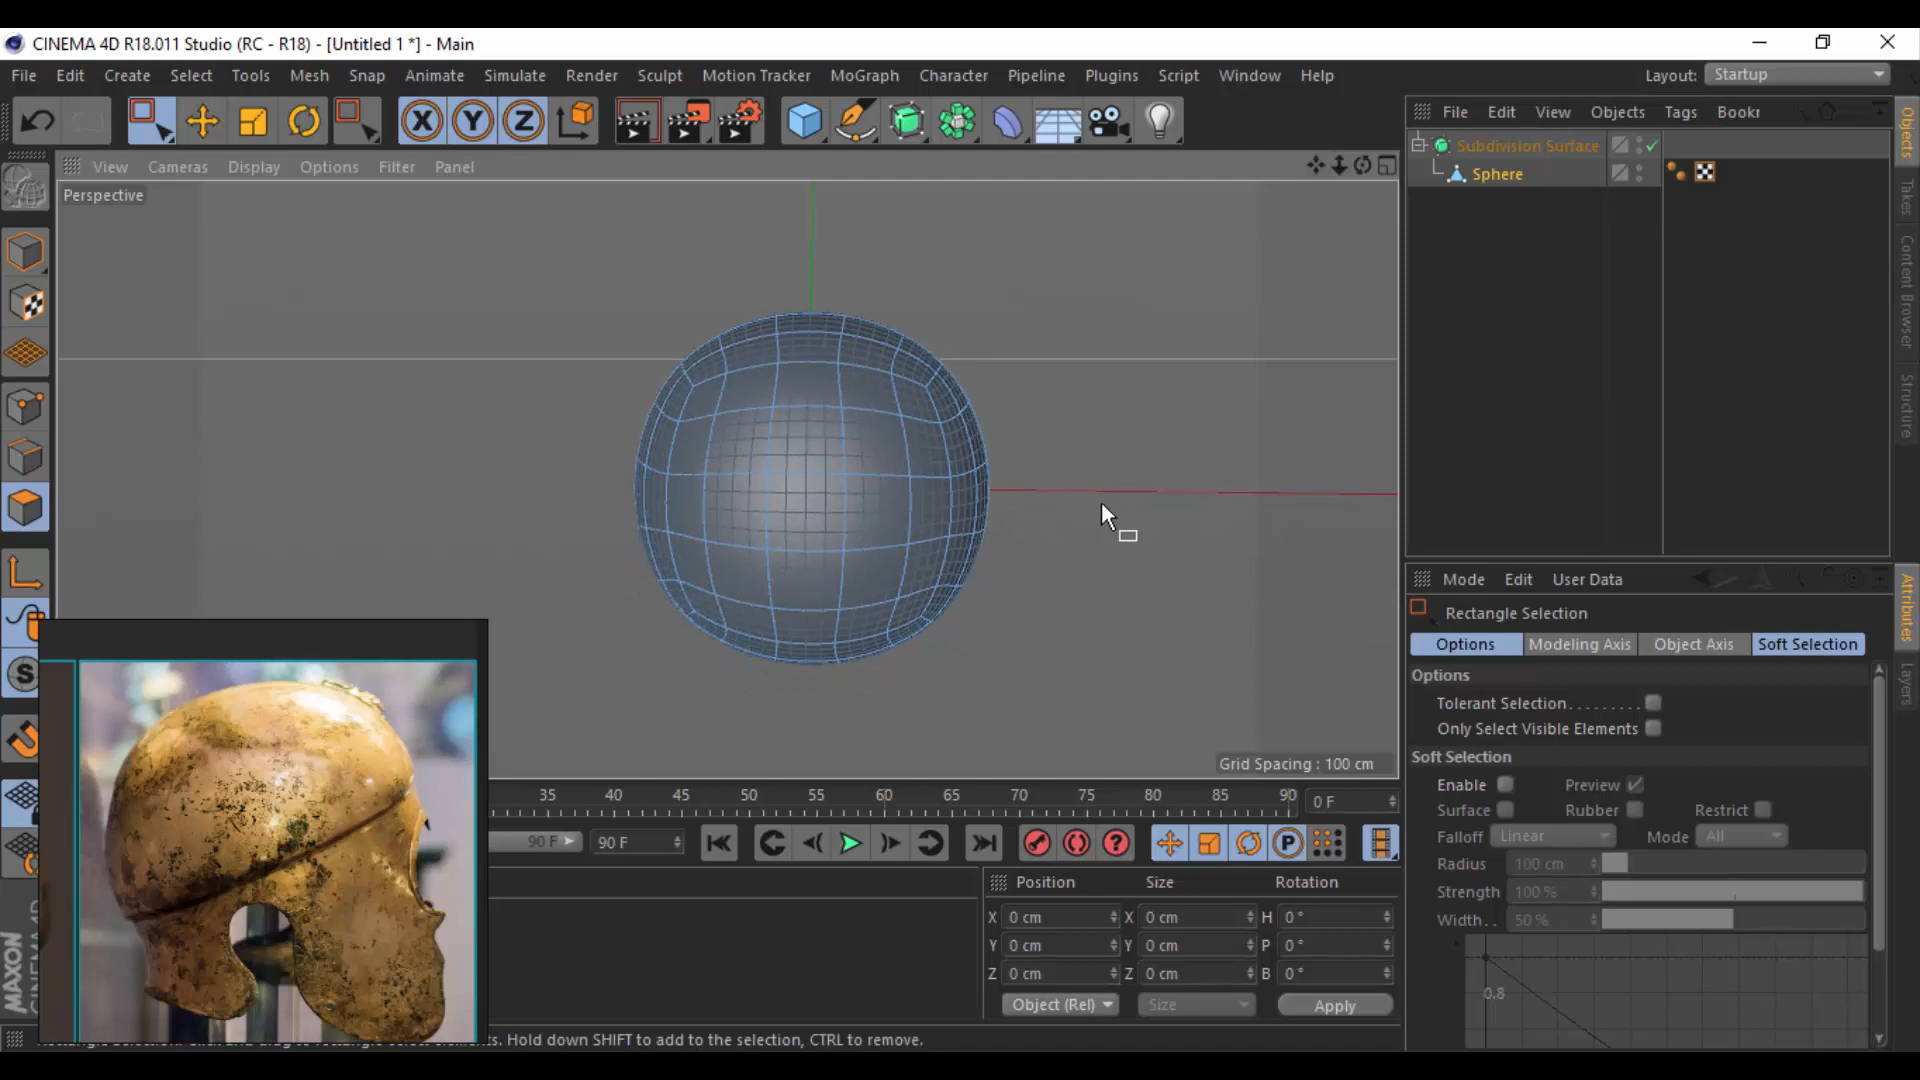 CINEMA 4D R18.011 Studio (RC - R18) - [Untitled 1 *] - Main
File Edit Create Select Tools Mesh Snap Animate Simulate Render Sculpt Motion Tracker MoGraph Character Pipeline Plugins Script Window Help
Layout: Startup
X Y Z
File Edit View Objects Tags Bookr
View Cameras Display Options Filter Panel
Perspective
Subdivision Surface
Sphere
Objects
Takes
Content Browser
Structure
Mode Edit User Data
Rectangle Selection
Options Modeling Axis Object Axis Soft Selection
Options
Tolerant Selection
Only Select Visible Elements
Soft Selection
Enable Preview
Surface Rubber Restrict
Falloff Linear Mode All
Radius 100 cm
Strength 100 %
Width 50 %
0.8
Attributes
Layers
S
Grid Spacing : 100 cm
35 40 45 50 55 60 65 70 75 80 85 90 0 F
90 F 90 F P
Position Size Rotation
X 0 cm X 0 cm H 0 °
Y 0 cm Y 0 cm P 0 °
Z 0 cm Z 0 cm B 0 °
Object (Rel) Size Apply
MAXON
Hold down SHIFT to add to the selection, CTRL to remove.